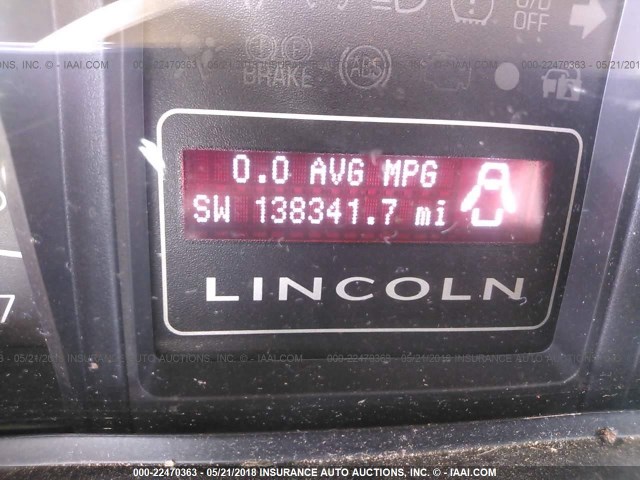 O/D
OFF
BRAKE
ABS
0.0 AVG MPG
SW 138341.7 mi
LINCOLN
7
000-22470363 - 05/21/2018 INSURANCE AUTO AUCTIONS, INC. - © IAAI.COM